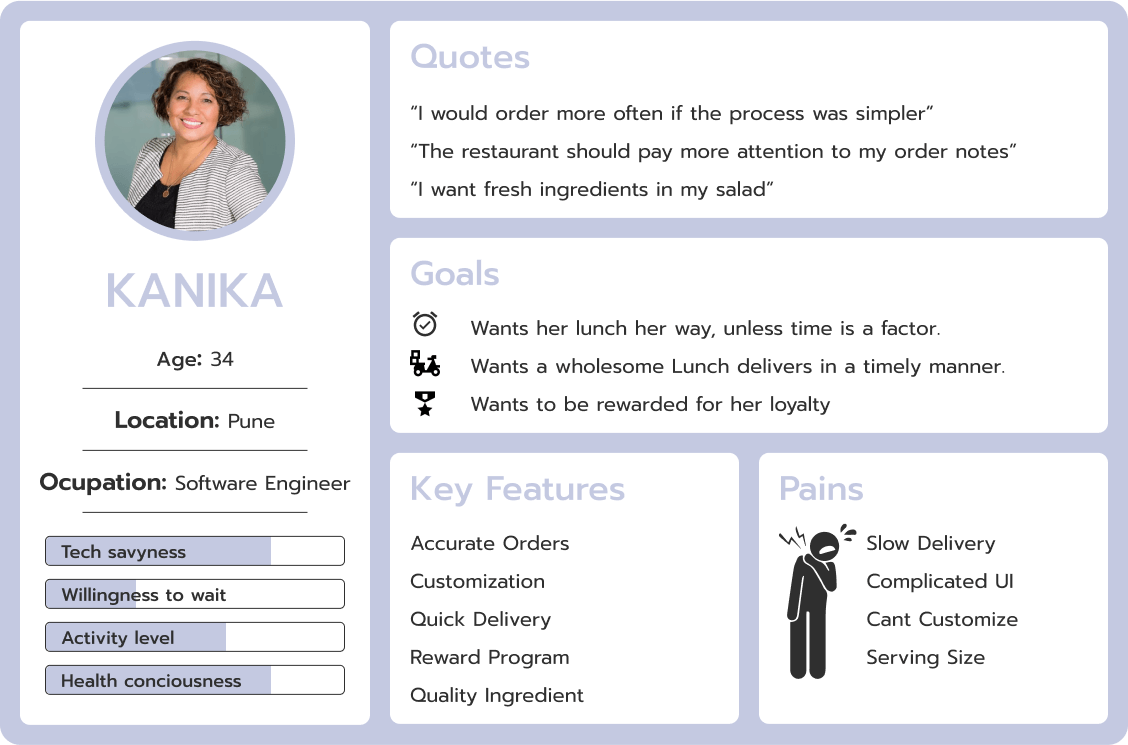 KANIKA
Age: 34
Location: Pune
Ocupation: Software Engineer
Tech savyness
Willingness to wait
Activity level
Health conciousness
Quotes
“I would order more often if the process was simpler”
“The restaurant should pay more attention to my order notes”
“I want fresh ingredients in my salad”
Goals
Wants her lunch her way, unless time is a factor.
Wants a wholesome Lunch delivers in a timely manner.
Wants to be rewarded for her loyalty
Key Features
Accurate Orders
Customization
Quick Delivery
Reward Program
Quality Ingredient
Pains
Slow Delivery
Complicated UI
Cant Customize
Serving Size